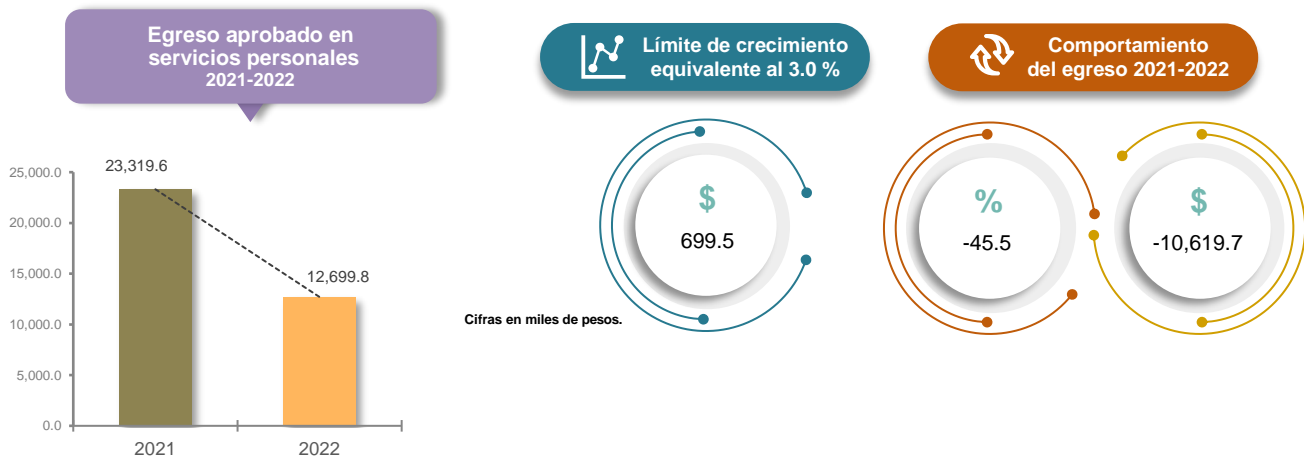 Egreso aprobado en
servicios personales
2021-2022
Límite de crecimiento
equivalente al 3.0 %
Comportamiento
del egreso 2021-2022
23,319.6
12,699.8
25,000.0
20,000.0
15,000.0
10,000.0
5,000.0
0.0
2021
2022
$
699.5
%
-45.5
$
-10,619.7
Cifras en miles de pesos.